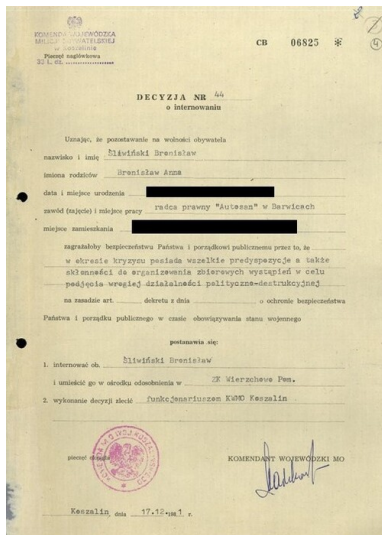 KOMENDA WOJEWÓDZKA
MILICJI OBYWATELSKIEJ
w Koszalinie
Pieczęć nagłówkowa
CB 06825 *
4
DECYZJA NR 44
o internowaniu
Uznając, że pozostawanie na wolności obywatela
nazwisko i imię Śliwiński Bronisław
imiona rodziców Bronisław Anna
data i miejsce urodzenia
zawód (zajęcie) i miejsce pracy radca prawny "Automan" w Barwicach
miejsce zamieszkania
zagrażałoby bezpieczeństwu Państwa i porządkowi publicznemu przez to, że
w okresie kryzysu posiada wszelkie predyspozycje a także
skłonności do organizowania zbiorowych wystąpień w celu
podjęcia wrogiej działalności polityczno-destrukcyjnej
na zasadzie art. dekretu z dnia o ochronie bezpieczeństwa
Państwa i porządku publicznego w czasie obowiązywania stanu wojennego
postanawia się:
1. internować ob. Śliwiński Bronisław
i umieścić go w ośrodku odosobnienia w ZK Wierzchowo Pom.
2. wykonanie decyzji zlecić funkcjonariuszom KWMO Koszalin
pieczęć okrągła
KOMENDANT WOJEWÓDZKI MO
Koszalin, dnia 17.12.1981 r.